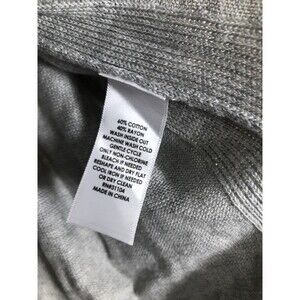 60% COTTON
40% RAYON
WASH INSIDE OUT
MACHINE WASH COLD
GENTLE CYCLE
ONLY NON-CHLORINE
BLEACH IF NEEDED
RESHAPE AND DRY FLAT
COOL IRON IF NEEDED
OR DRY CLEAN
MADE IN CHINA